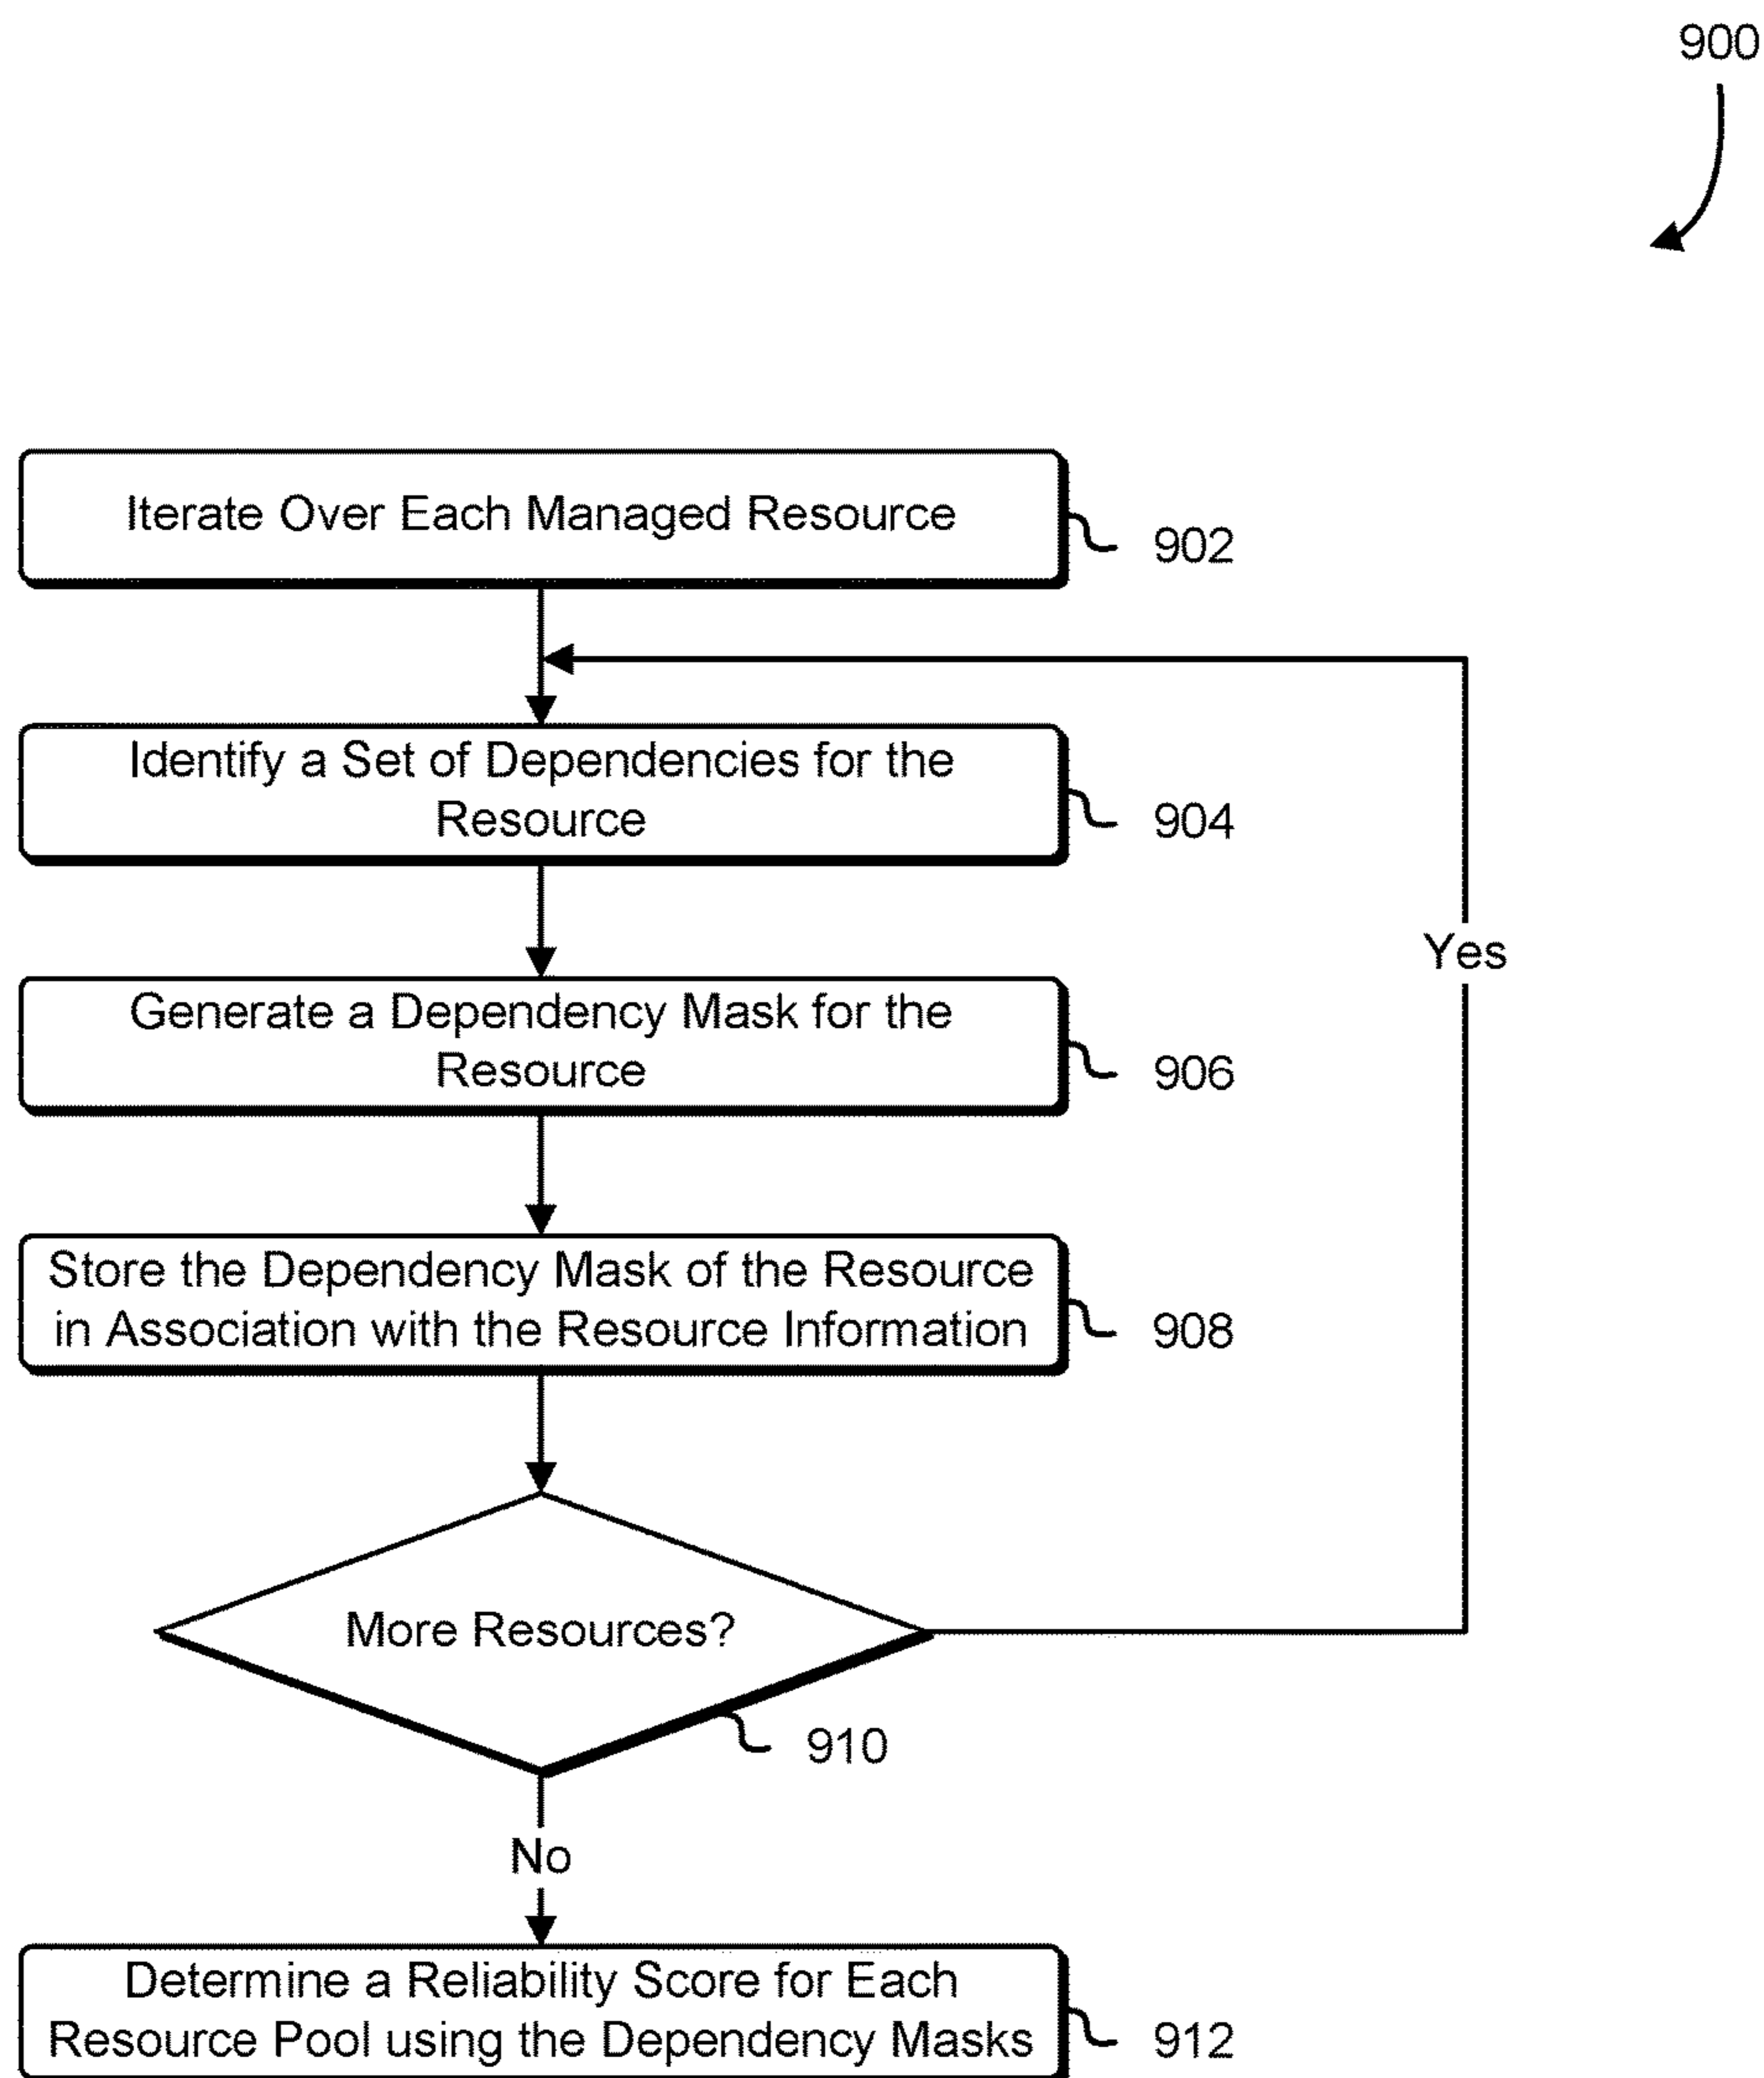 900
Iterate Over Each Managed Resource
902
Identify a Set of Dependencies for the
Resource
904
Yes
Generate a Dependency Mask for the
Resource
906
Store the Dependency Mask of the Resource
in Association with the Resource Information
908
More Resources?
910
No
Determine a Reliability Score for Each
Resource Pool using the Dependency Masks
912